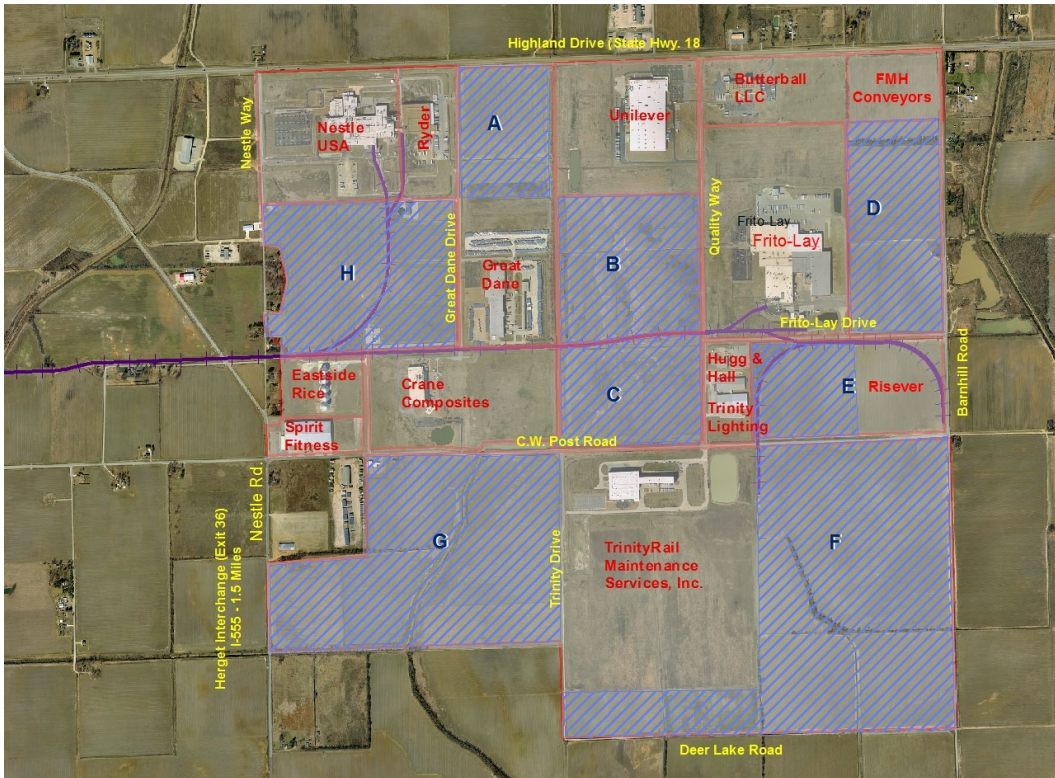 Highland Drive (State Hwy. 18
Nestle Way
Nestle
USA
Ryder
A
Unilever
Butterball
LLC
FMH
Conveyors
Quality Way
D
Frito-Lay
Frito-Lay
H
Great Dane Drive
Great
Dane
B
Frito-Lay Drive
Barnhill Road
Eastside
Rice
Crane
Composites
C
Hugg &
Hall
Trinity
Lighting
E
Risever
Spirit
Fitness
C.W. Post Road
Nestle Rd.
Herget Interchange (Exit 36)
I-555 - 1.5 Miles
G
Trinity Drive
TrinityRail
Maintenance
Services, Inc.
F
Deer Lake Road